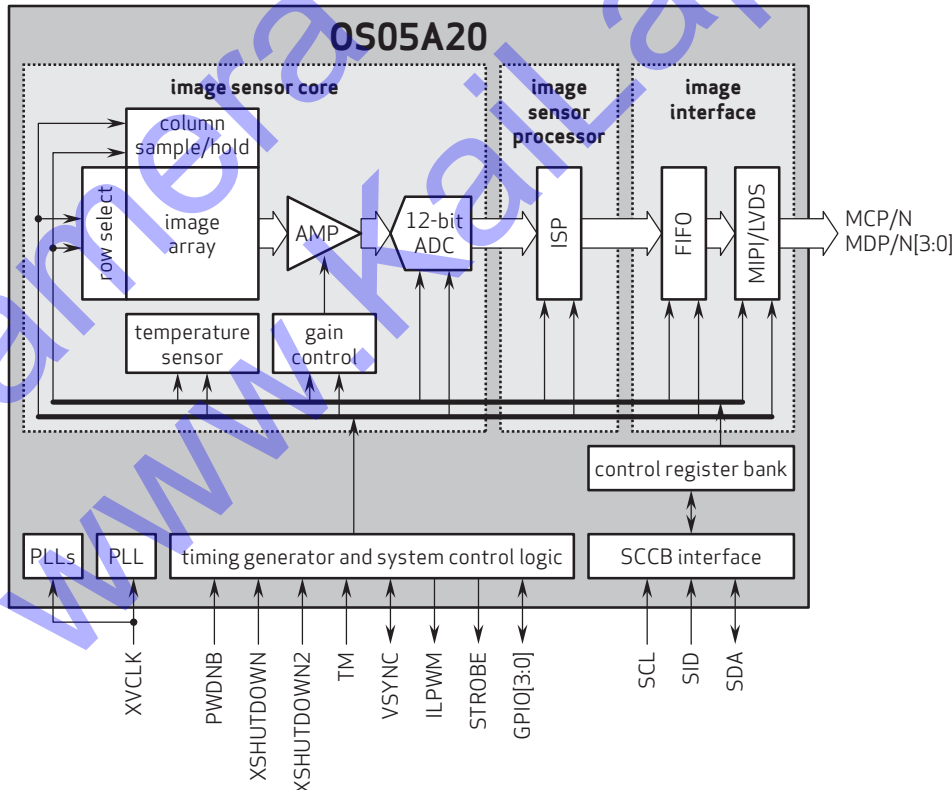 OS05A20
image sensor core
image
sensor
processor
image
interface
column
sample/hold
row select
image
array
AMP
12-bit
ADC
ISP
FIFO
MIPI/LVDS
MCP/N
MDP/N[3:0]
temperature
sensor
gain
control
control register bank
PLLs
PLL
timing generator and system control logic
SCCB interface
XVCLK
PWDNB
XSHUTDOWN
XSHUTDOWN2
TM
VSYNC
ILPWM
STROBE
GPIO[3:0]
SCL
SID
SDA